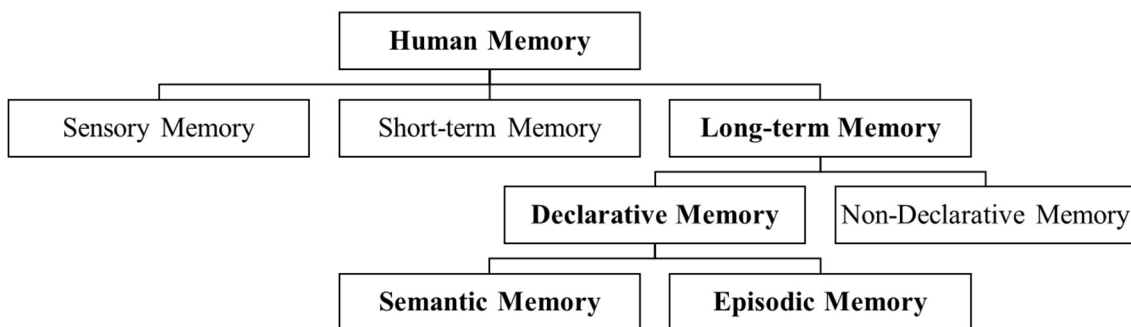 Human Memory
Sensory Memory
Short-term Memory
Long-term Memory
Declarative Memory
Non-Declarative Memory
Semantic Memory
Episodic Memory